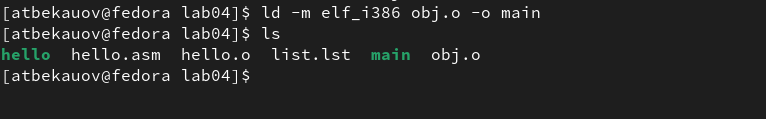 [atbekauov@fedora lab04]$ ld -m elf_i386 obj.o -o main
[atbekauov@fedora lab04]$ ls
hello  hello.asm  hello.o  list.lst  main  obj.o
[atbekauov@fedora lab04]$